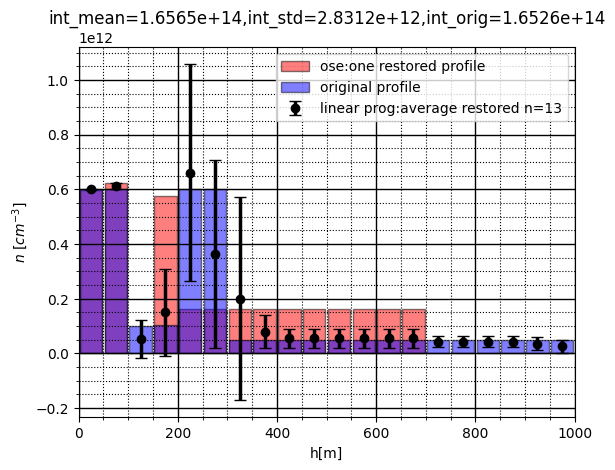 int_mean=1.6565e+14,int_std=2.8312e+12,int_orig=1.6526e+14
1e12
ose:one restored profile
original profile
linear prog:average restored n=13
1.0
0.8
0.6
0.4
0.2
0.0
−0.2
n [cm⁻³]
0 200 400 600 800 1000
h[m]